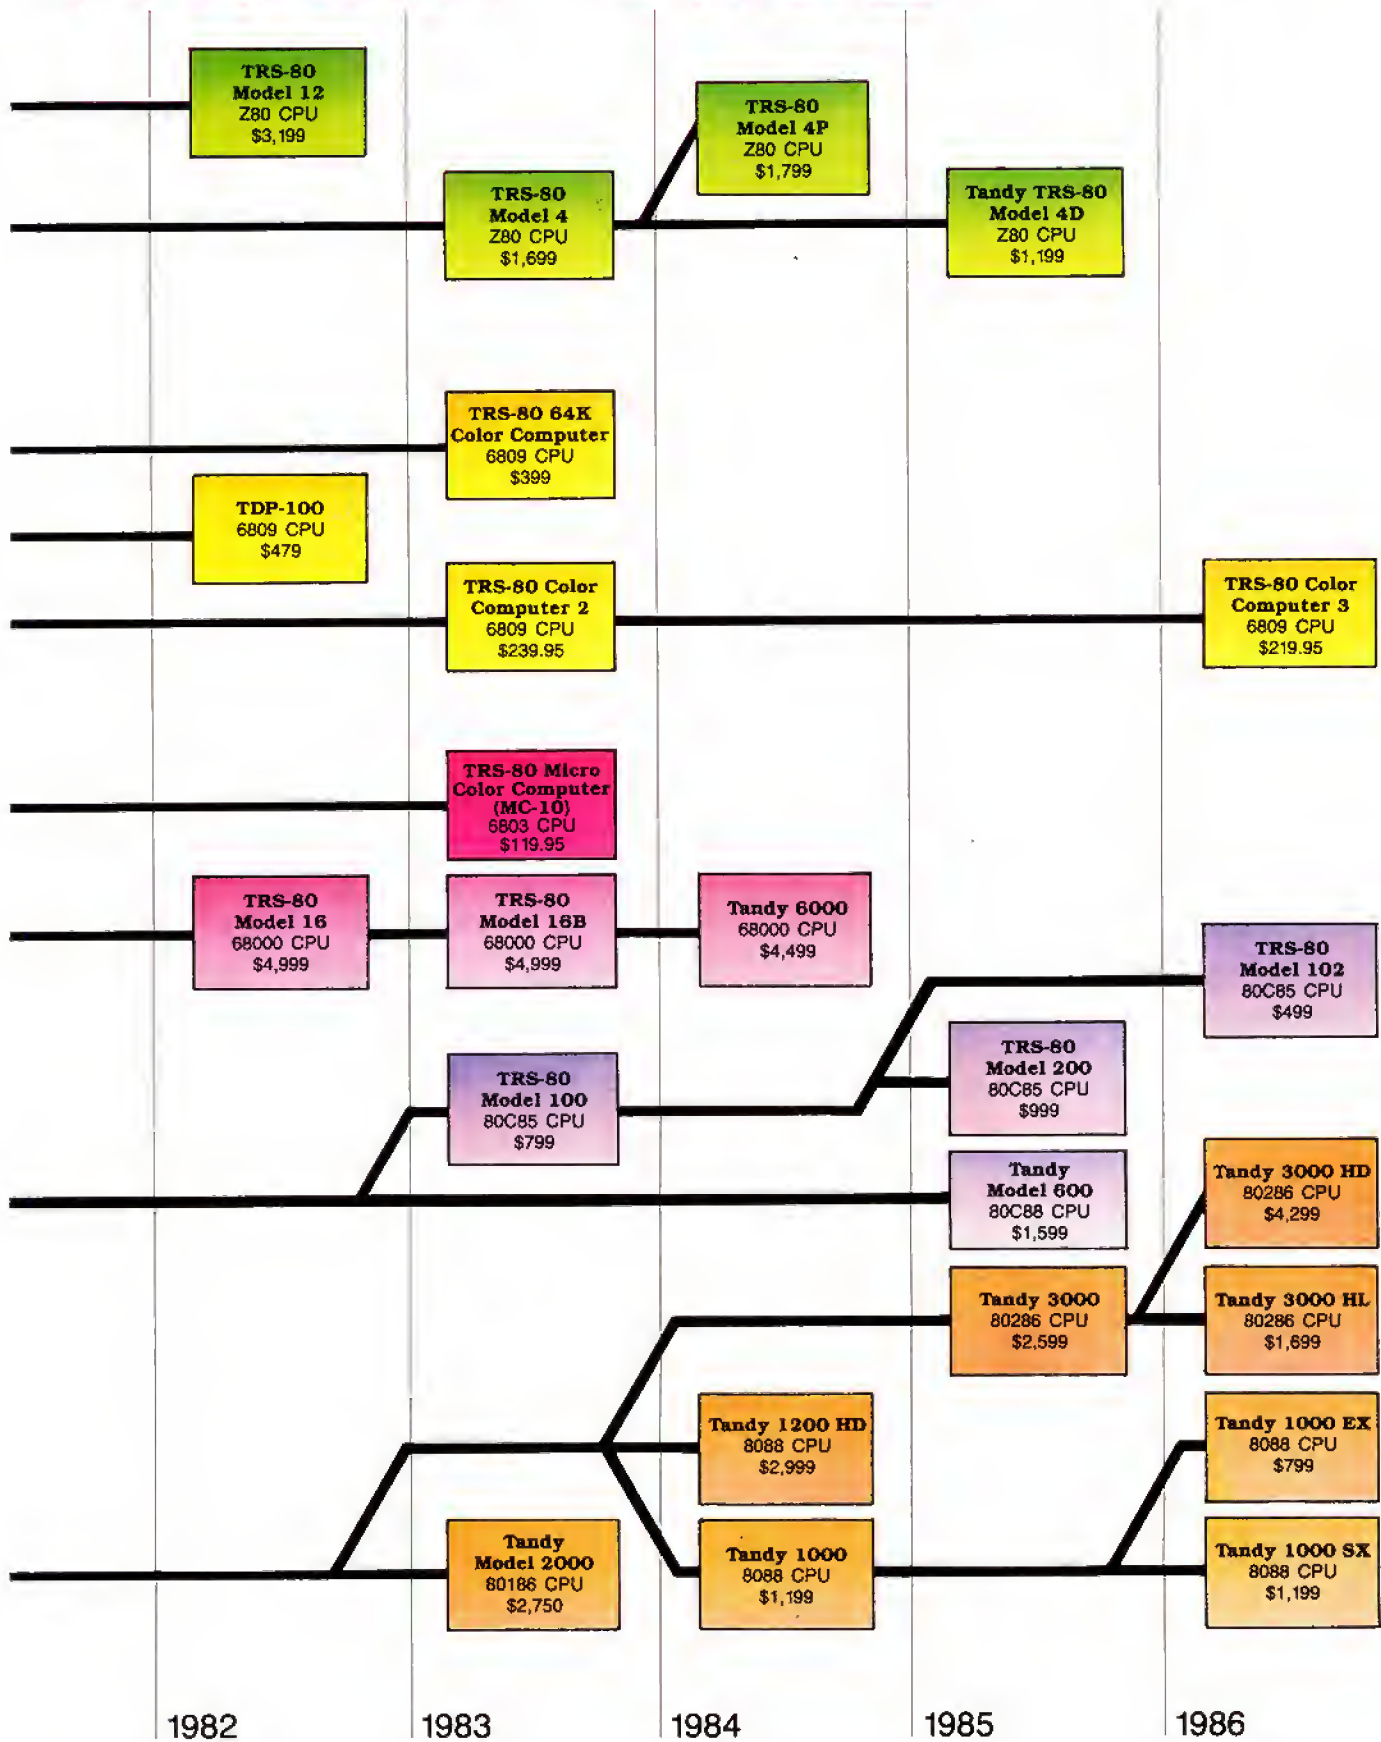 TRS-80
Model 12
Z80 CPU
$3,199
TRS-80
Model 4P
Z80 CPU
$1,799
TRS-80
Model 4
Z80 CPU
$1,699
Tandy TRS-80
Model 4D
Z80 CPU
$1,199
TRS-80 64K
Color Computer
6809 CPU
$399
TDP-100
6809 CPU
$479
TRS-80 Color
Computer 2
6809 CPU
$239.95
TRS-80 Color
Computer 3
6809 CPU
$219.95
TRS-80 Micro
Color Computer
(MC-10)
6803 CPU
$119.95
TRS-80
Model 16
68000 CPU
$4,999
TRS-80
Model 16B
68000 CPU
$4,999
Tandy 6000
68000 CPU
$4,499
TRS-80
Model 102
80C85 CPU
$499
TRS-80
Model 200
80C85 CPU
$999
TRS-80
Model 100
80C85 CPU
$799
Tandy
Model 600
80C88 CPU
$1,599
Tandy 3000 HD
80286 CPU
$4,299
Tandy 3000
80286 CPU
$2,599
Tandy 3000 HL
80286 CPU
$1,699
Tandy 1200 HD
8088 CPU
$2,999
Tandy 1000 EX
8088 CPU
$799
Tandy
Model 2000
80186 CPU
$2,750
Tandy 1000
8088 CPU
$1,199
Tandy 1000 SX
8088 CPU
$1,199
1982
1983
1984
1985
1986